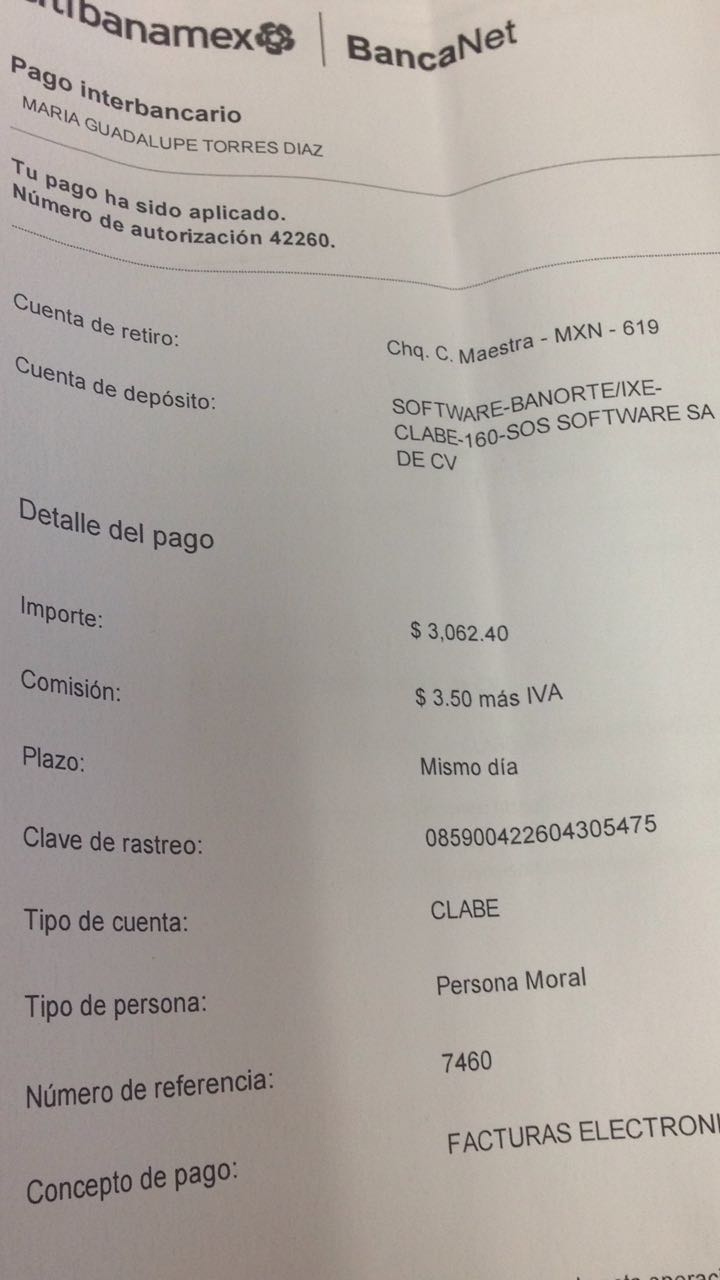 citibanamex | BancaNet
Pago interbancario
MARIA GUADALUPE TORRES DIAZ
Tu pago ha sido aplicado.
Número de autorización 42260.
Cuenta de retiro: Chq. C. Maestra - MXN - 619
Cuenta de depósito: SOFTWARE-BANORTE/IXE-
CLABE-160-SOS SOFTWARE SA
DE CV
Detalle del pago
Importe: $ 3,062.40
Comisión: $ 3.50 más IVA
Plazo: Mismo día
Clave de rastreo: 085900422604305475
Tipo de cuenta: CLABE
Tipo de persona: Persona Moral
Número de referencia: 7460
Concepto de pago: FACTURAS ELECTRONI